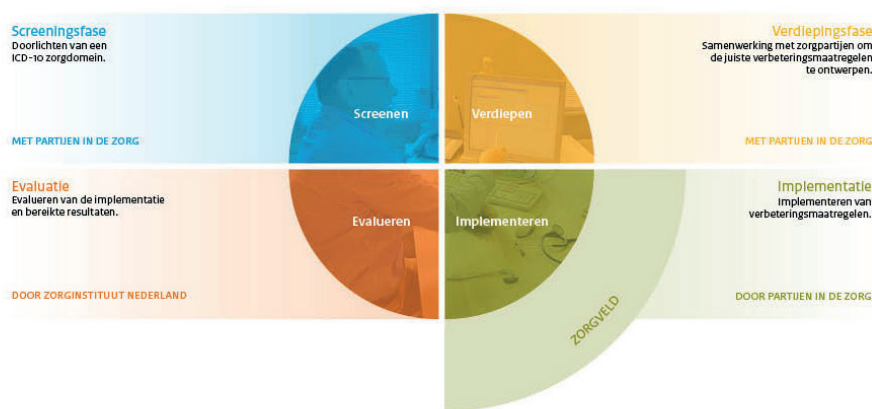 Screeningsfase
Doorlichten van een
ICD-10 zorgdomein.
MET PARTIJEN IN DE ZORG
Screenen
Verdiepen
Verdiepingsfase
Samenwerking met zorgpartijen om
de juiste verbeteringsmaatregelen
te ontwerpen.
MET PARTIJEN IN DE ZORG
Evaluatie
Evalueren van de implementatie
en bereikte resultaten.
DOOR ZORGINSTITUUT NEDERLAND
Evalueren
Implementeren
ZORGVELD
Implementatie
Implementeren van
verbeteringsmaatregelen.
DOOR PARTIJEN IN DE ZORG